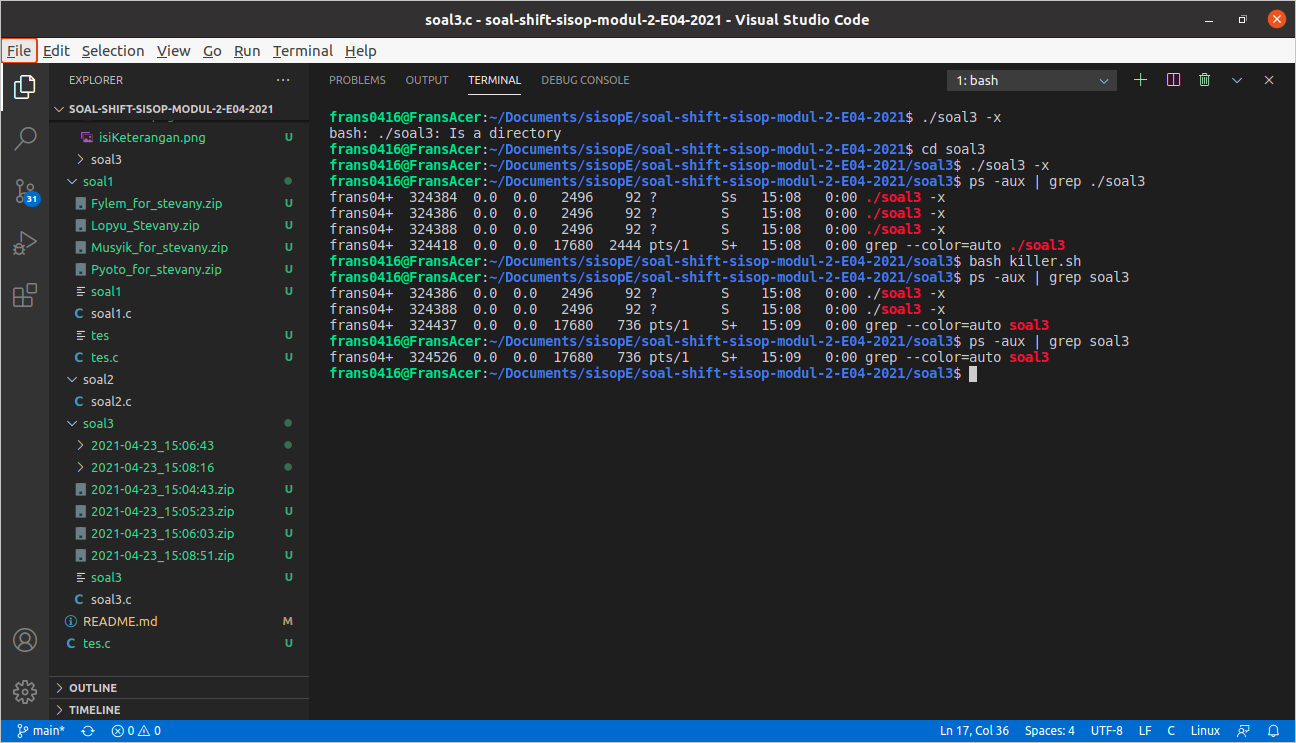 soal3.c - soal-shift-sisop-modul-2-E04-2021 - Visual Studio Code
File Edit Selection View Go Run Terminal Help
EXPLORER
SOAL-SHIFT-SISOP-MODUL-2-E04-2021
isiKeterangan.png U
soal3
soal1
Fylem_for_stevany.zip U
Lopyu_Stevany.zip U
Musyik_for_stevany.zip U
Pyoto_for_stevany.zip U
soal1 U
soal1.c
tes U
tes.c U
soal2
soal2.c
soal3
2021-04-23_15:06:43
2021-04-23_15:08:16
2021-04-23_15:04:43.zip U
2021-04-23_15:05:23.zip U
2021-04-23_15:06:03.zip U
2021-04-23_15:08:51.zip U
soal3 U
soal3.c
README.md M
tes.c U
OUTLINE
TIMELINE
31
PROBLEMS OUTPUT TERMINAL DEBUG CONSOLE 1: bash
frans0416@FransAcer:~/Documents/sisopE/soal-shift-sisop-modul-2-E04-2021$ ./soal3 -x
bash: ./soal3: Is a directory
frans0416@FransAcer:~/Documents/sisopE/soal-shift-sisop-modul-2-E04-2021$ cd soal3
frans0416@FransAcer:~/Documents/sisopE/soal-shift-sisop-modul-2-E04-2021/soal3$ ./soal3 -x
frans0416@FransAcer:~/Documents/sisopE/soal-shift-sisop-modul-2-E04-2021/soal3$ ps -aux | grep ./soal3
frans04+  324384  0.0  0.0   2496    92 ?        Ss   15:08   0:00 ./soal3 -x
frans04+  324386  0.0  0.0   2496    92 ?        S    15:08   0:00 ./soal3 -x
frans04+  324388  0.0  0.0   2496    92 ?        S    15:08   0:00 ./soal3 -x
frans04+  324418  0.0  0.0  17680  2444 pts/1    S+   15:08   0:00 grep --color=auto ./soal3
frans0416@FransAcer:~/Documents/sisopE/soal-shift-sisop-modul-2-E04-2021/soal3$ bash killer.sh
frans0416@FransAcer:~/Documents/sisopE/soal-shift-sisop-modul-2-E04-2021/soal3$ ps -aux | grep soal3
frans04+  324386  0.0  0.0   2496    92 ?        S    15:08   0:00 ./soal3 -x
frans04+  324388  0.0  0.0   2496    92 ?        S    15:08   0:00 ./soal3 -x
frans04+  324437  0.0  0.0  17680   736 pts/1    S+   15:09   0:00 grep --color=auto soal3
frans0416@FransAcer:~/Documents/sisopE/soal-shift-sisop-modul-2-E04-2021/soal3$ ps -aux | grep soal3
frans04+  324526  0.0  0.0  17680   736 pts/1    S+   15:09   0:00 grep --color=auto soal3
frans0416@FransAcer:~/Documents/sisopE/soal-shift-sisop-modul-2-E04-2021/soal3$
main* 0 0 Ln 17, Col 36 Spaces: 4 UTF-8 LF C Linux